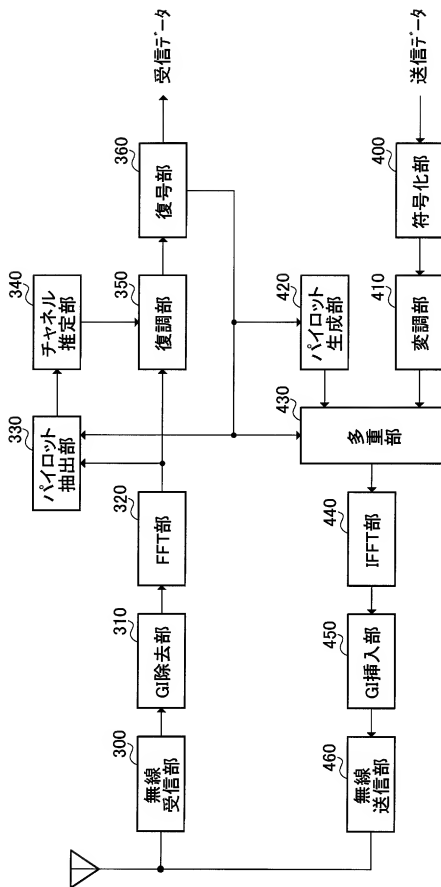 300
無線
受信部
310
GI除去部
320
FFT部
330
パイロット
抽出部
340
チャネル
推定部
350
復調部
360
復号部
受信データ
460
無線
送信部
450
GI挿入部
440
IFFT部
430
多重部
420
パイロット
生成部
410
変調部
400
符号化部
送信データ